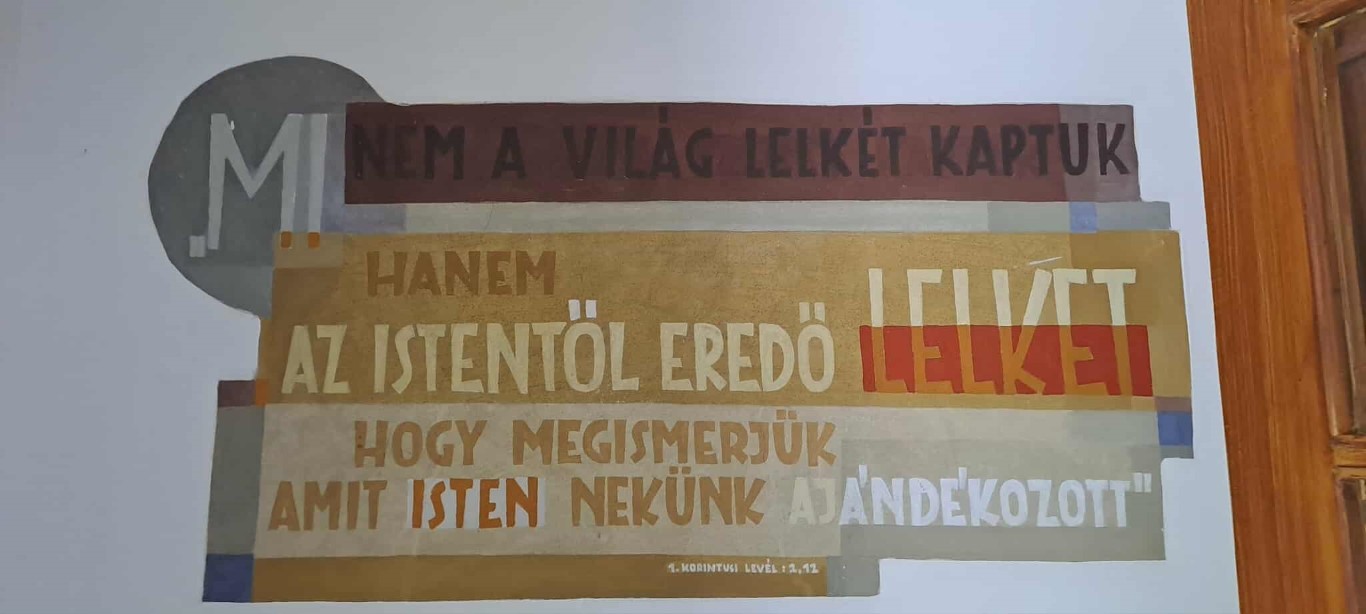 „MI NEM A VILÁG LELKÉT KAPTUK
HANEM
AZ ISTENTŐL EREDŐ LELKET
HOGY MEGISMERJÜK
AMIT ISTEN NEKÜNK AJÁNDÉKOZOTT"
1. KORINTUSI LEVÉL : 2,12